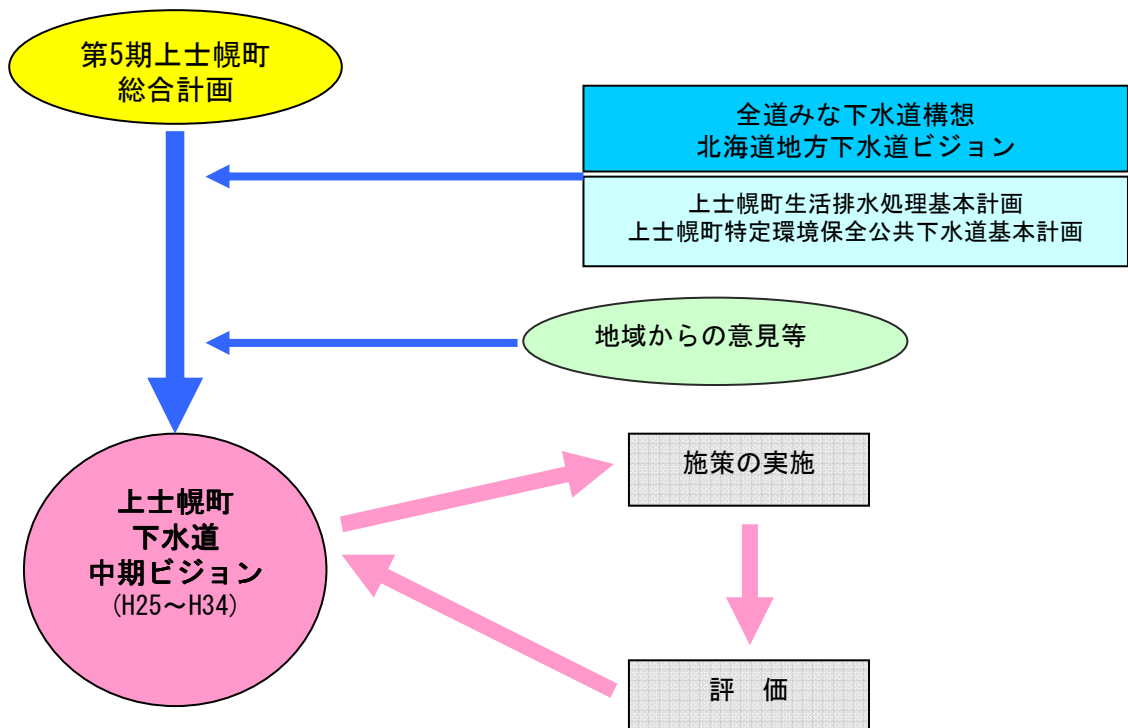 第5期上士幌町
総合計画
全道みな下水道構想
北海道地方下水道ビジョン
上士幌町生活排水処理基本計画
上士幌町特定環境保全公共下水道基本計画
地域からの意見等
上士幌町
下水道
中期ビジョン
(H25～H34)
施策の実施
評　価